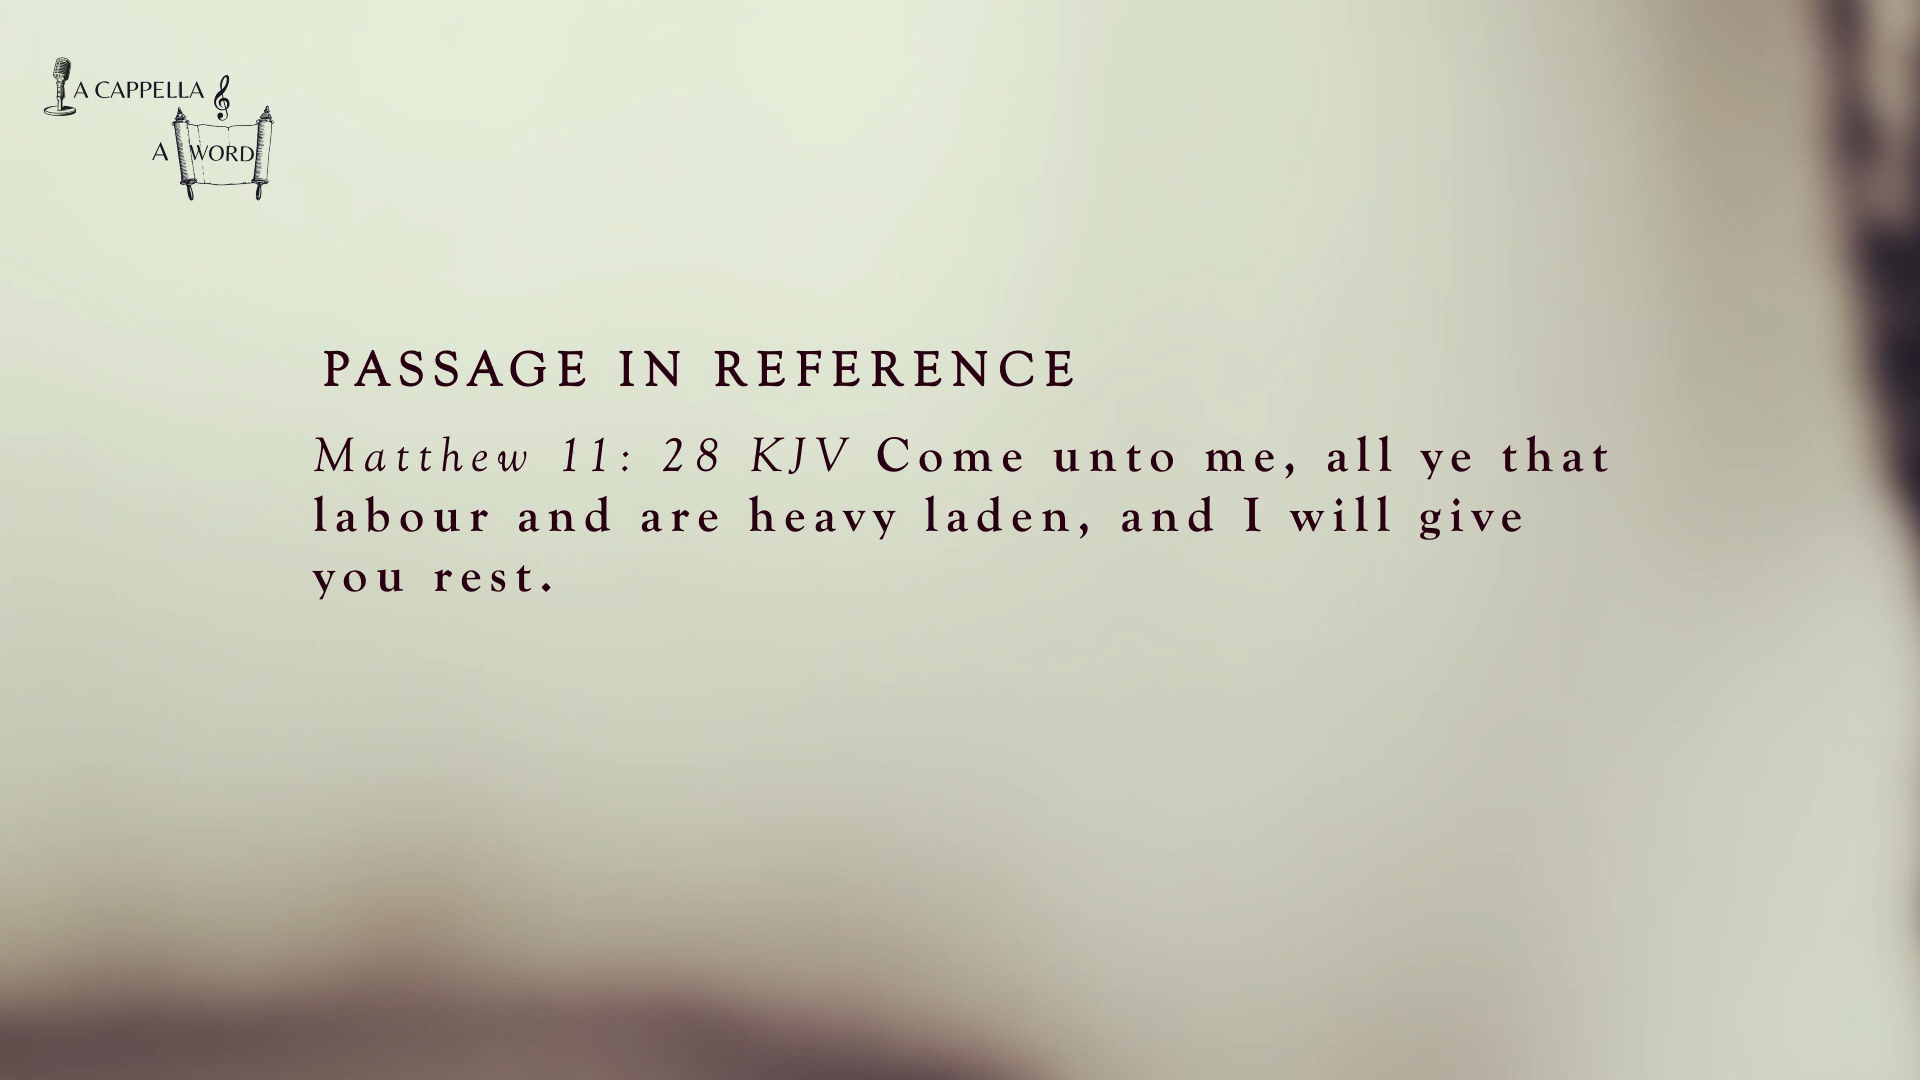 A CAPPELLA
A WORD
PASSAGE IN REFERENCE
Matthew 11: 28 KJV Come unto me, all ye that
labour and are heavy laden, and I will give
you rest.